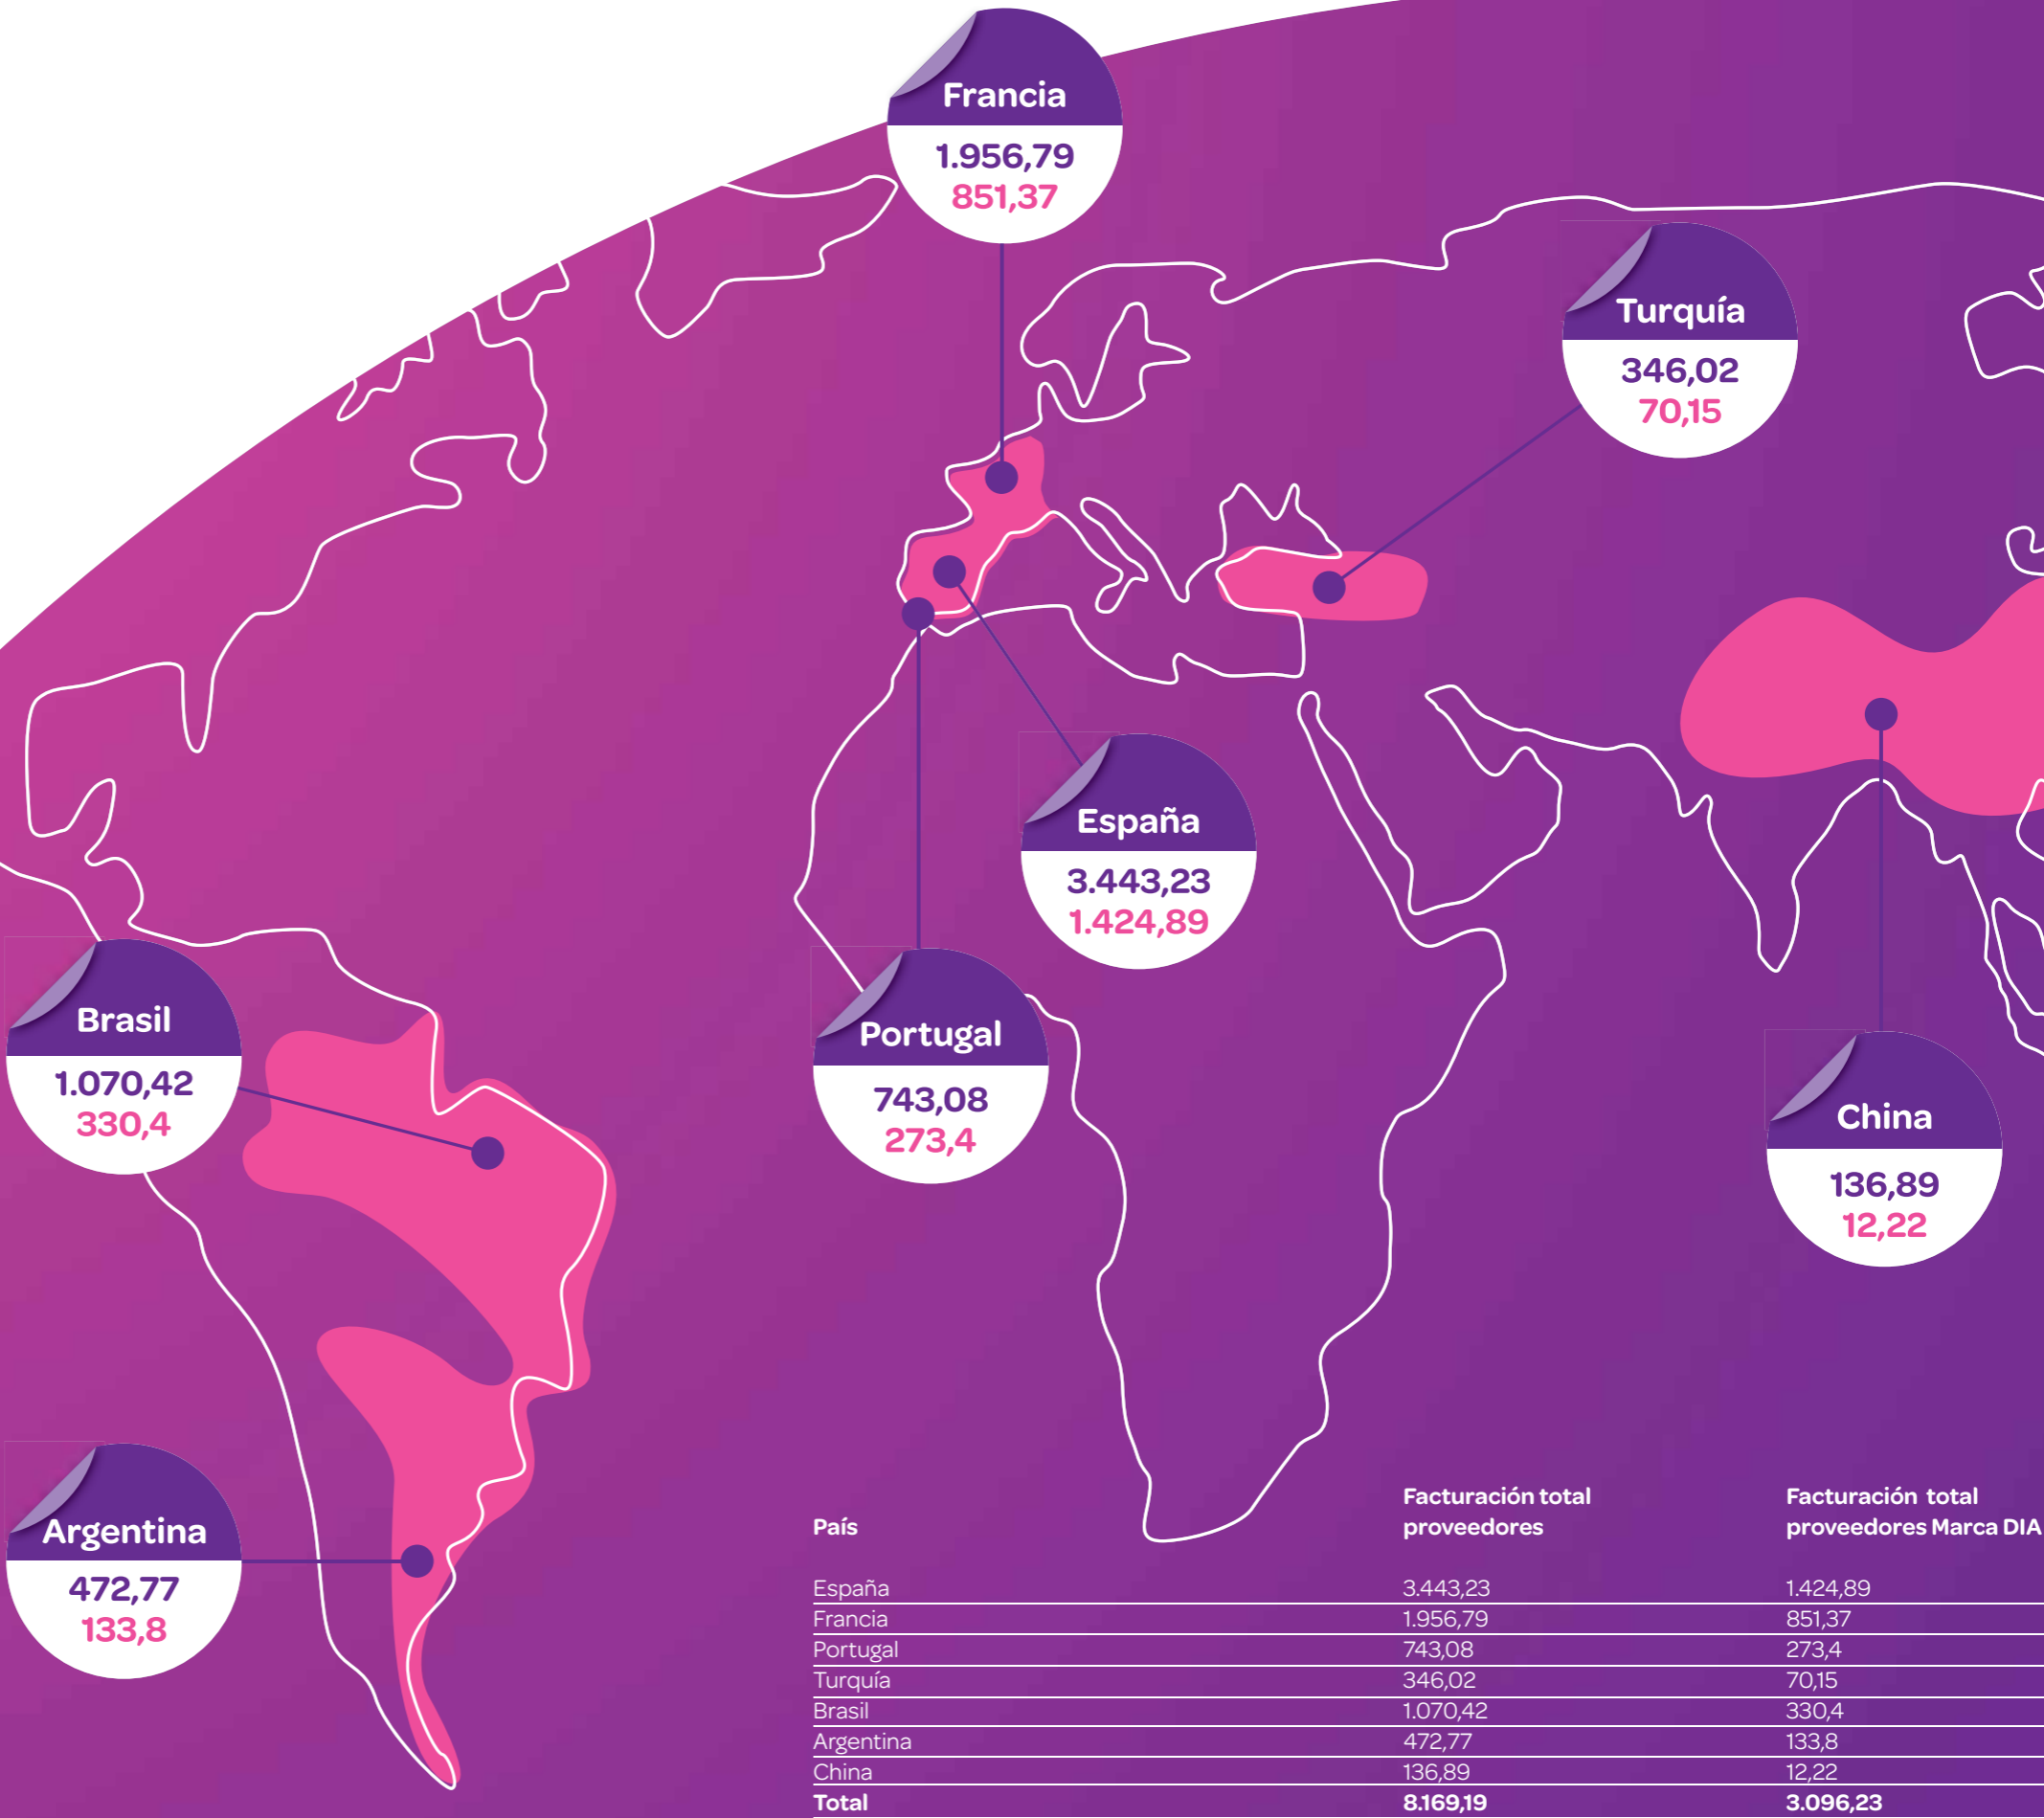 Francia
1.956,79
851,37
Turquía
346,02
70,15
España
3.443,23
1.424,89
Brasil
1.070,42
330,4
Portugal
743,08
273,4
China
136,89
12,22
Argentina
472,77
133,8
País Facturación total proveedores Facturación total proveedores Marca DIA
España 3.443,23 1.424,89
Francia 1.956,79 851,37
Portugal 743,08 273,4
Turquía 346,02 70,15
Brasil 1.070,42 330,4
Argentina 472,77 133,8
China 136,89 12,22
Total 8.169,19 3.096,23